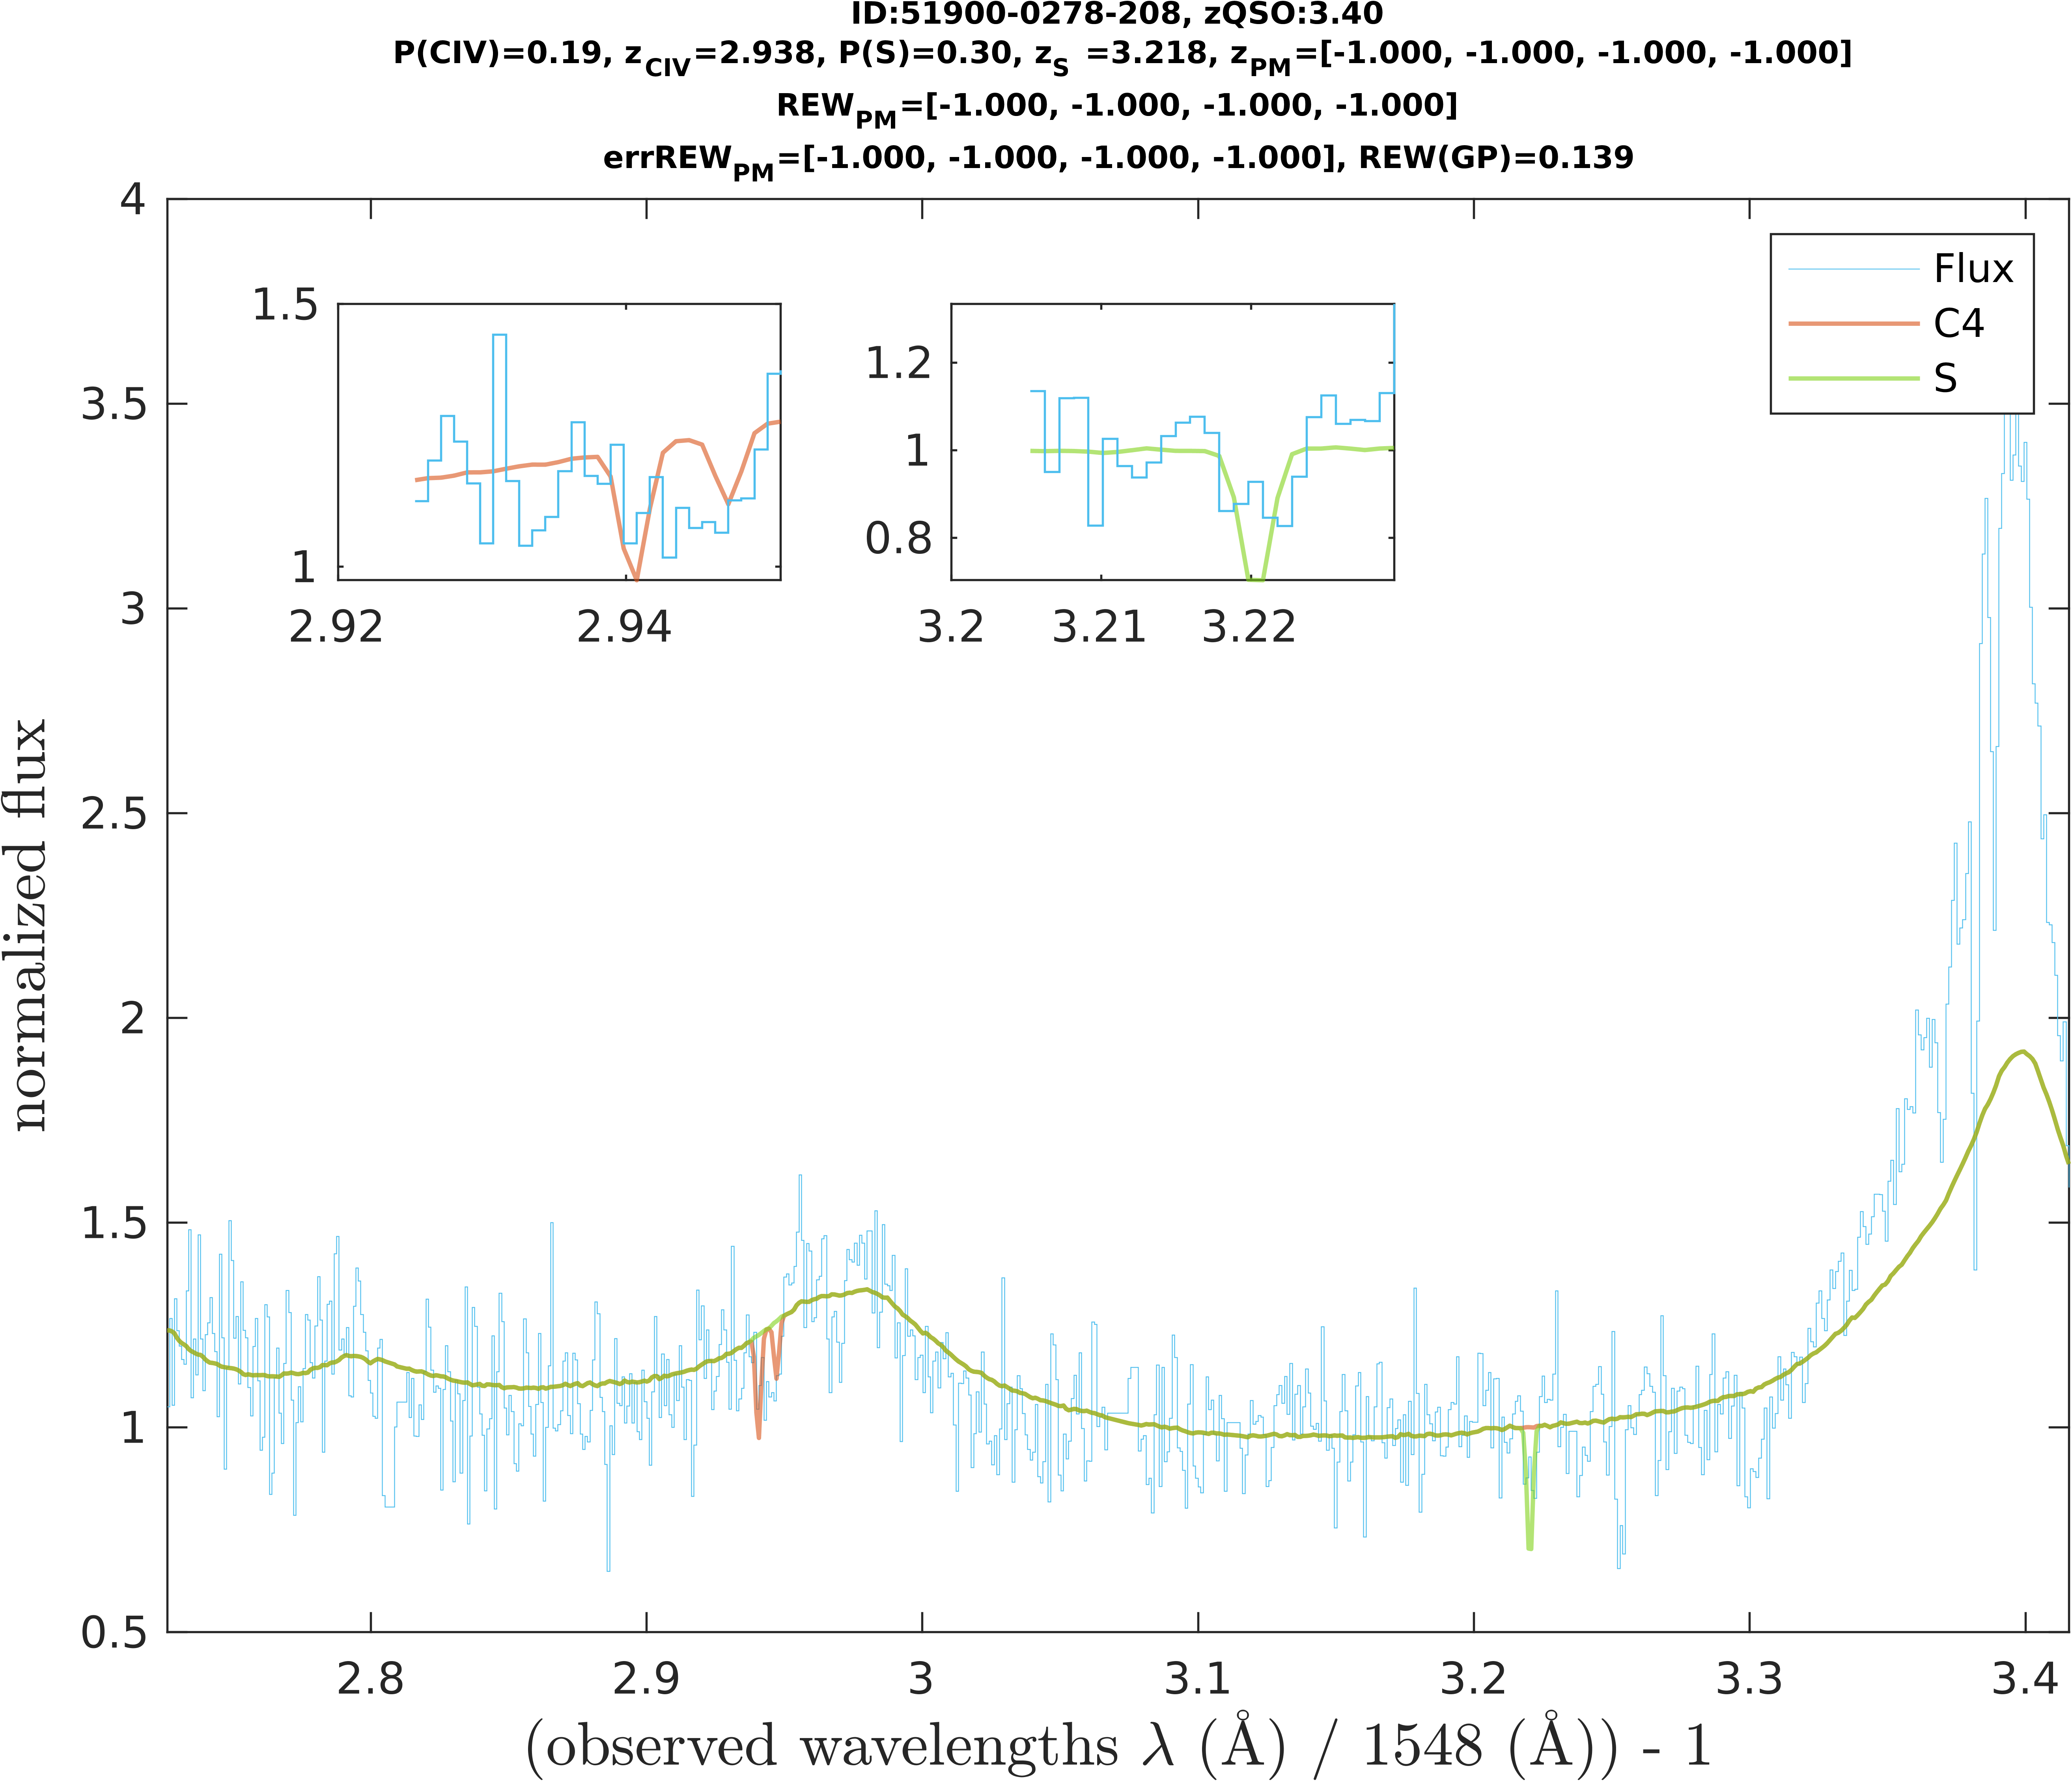 ID:51900-0278-208, zQSO:3.40
P(CIV)=0.19, zCIV=2.938, P(S)=0.30, zS =3.218, zPM=[-1.000, -1.000, -1.000, -1.000]
REWPM=[-1.000, -1.000, -1.000, -1.000]
errREWPM=[-1.000, -1.000, -1.000, -1.000], REW(GP)=0.139
4
3.5
3
2.5
2
1.5
1
0.5
normalized flux
1.5
1
2.92
2.94
1.2
1
0.8
3.2
3.21
3.22
Flux
C4
S
2.8
2.9
3
3.1
3.2
3.3
3.4
(observed wavelengths λ (Å) / 1548 (Å)) - 1